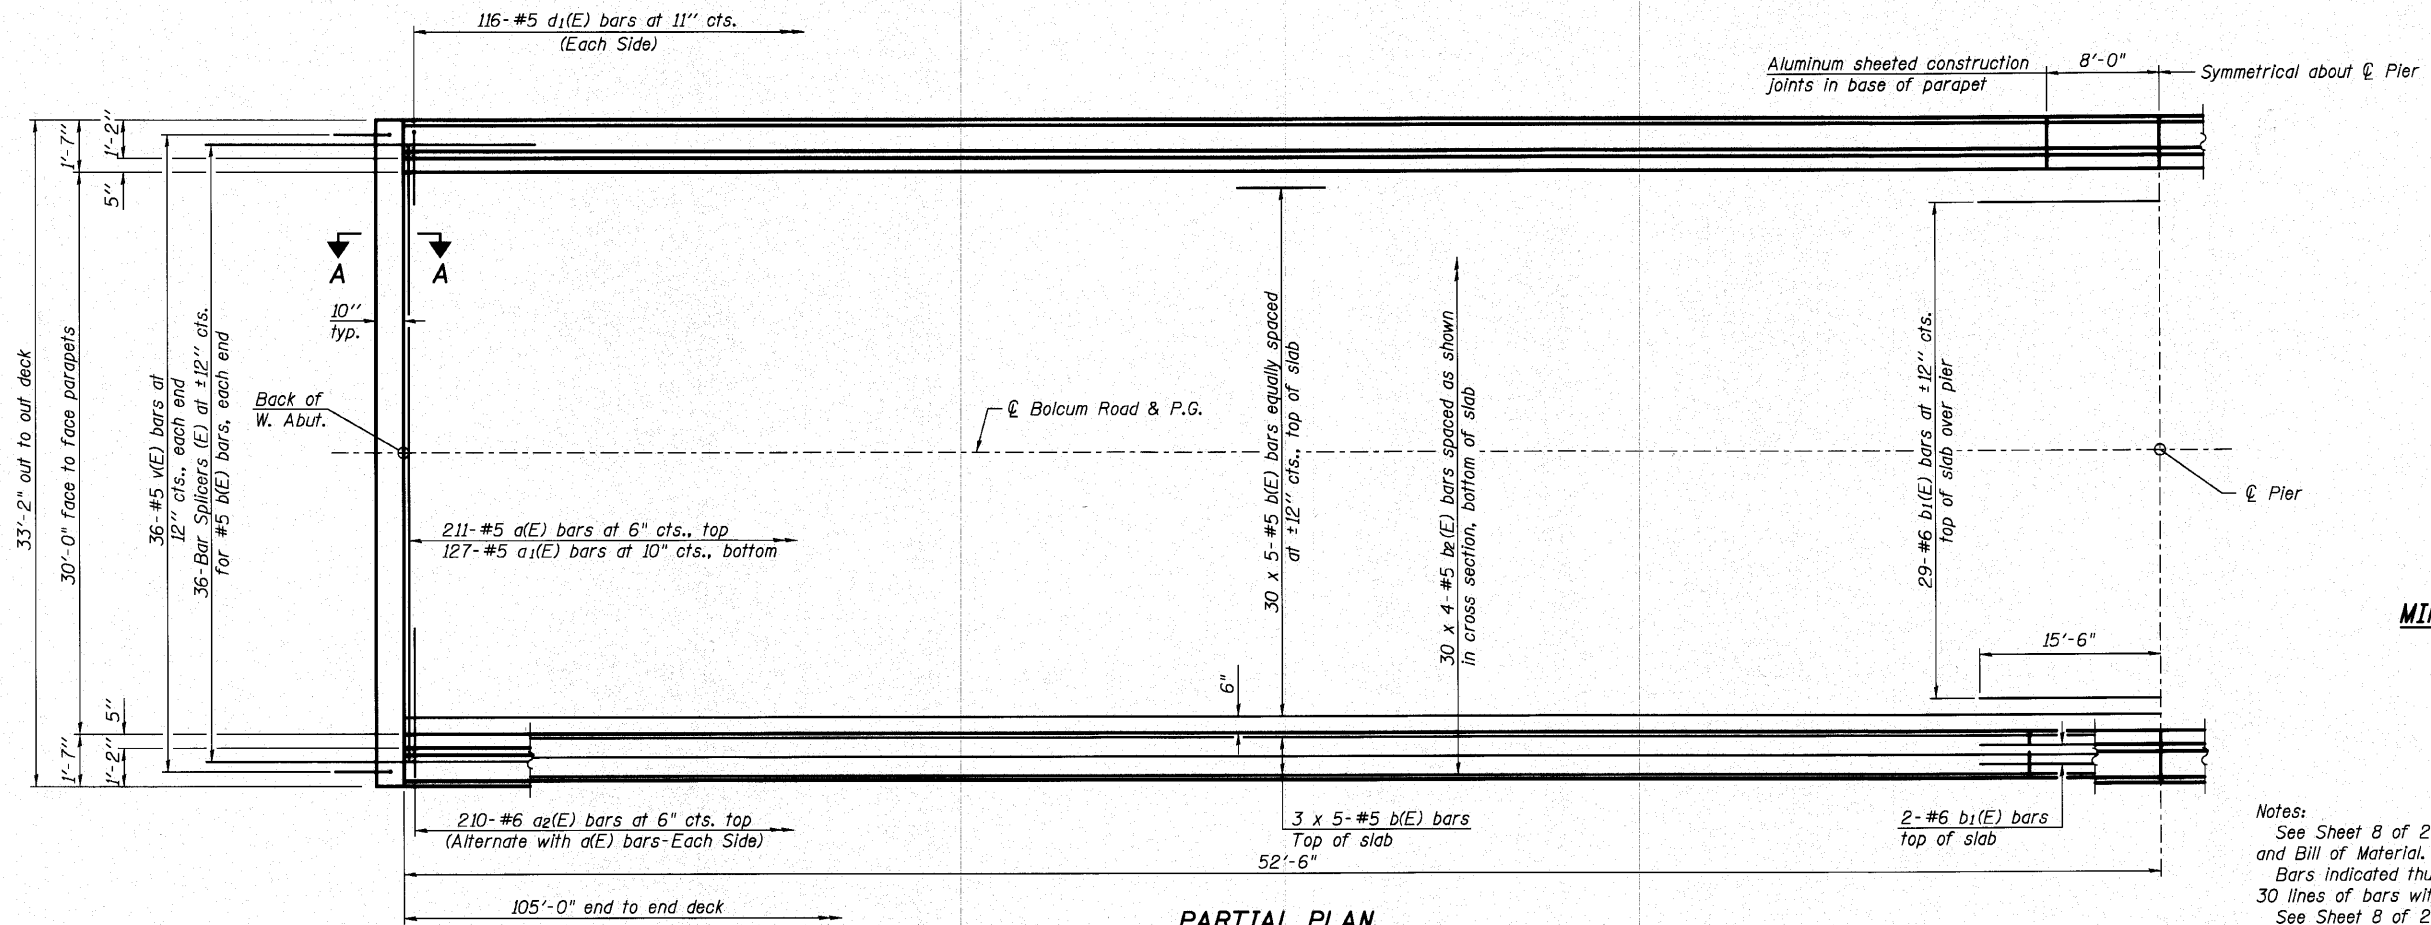 116-#5 d1(E) bars at 11" cts.
(Each Side)
Aluminum sheeted construction
joints in base of parapet
8'-0"
Symmetrical about ℄ Pier
1'-7"
1'-2"
5"
A
A
10"
typ.
33'-2" out to out deck
30'-0" face to face parapets
36-#5 v(E) bars at
12" cts., each end
36-Bar Splicers (E) at ±12" cts.
for #5 b(E) bars, each end
Back of
W. Abut.
℄ Bolcum Road & P.G.
30 x 5-#5 b(E) bars equally spaced
at ±12" cts., top of slab
30 x 4-#5 b2(E) bars spaced as shown
in cross section, bottom of slab
29-#6 b1(E) bars at ±12" cts.
top of slab over pier
℄ Pier
211-#5 a(E) bars at 6" cts., top
127-#5 a1(E) bars at 10" cts., bottom
15'-6"
6"
5"
1'-7"
1'-2"
210-#6 a2(E) bars at 6" cts. top
(Alternate with a(E) bars-Each Side)
3 x 5-#5 b(E) bars
Top of slab
2-#6 b1(E) bars
top of slab
52'-6"
105'-0" end to end deck
PARTIAL PLAN
Notes:
See Sheet 8 of 2
and Bill of Material.
Bars indicated thu
30 lines of bars wit
See Sheet 8 of 2